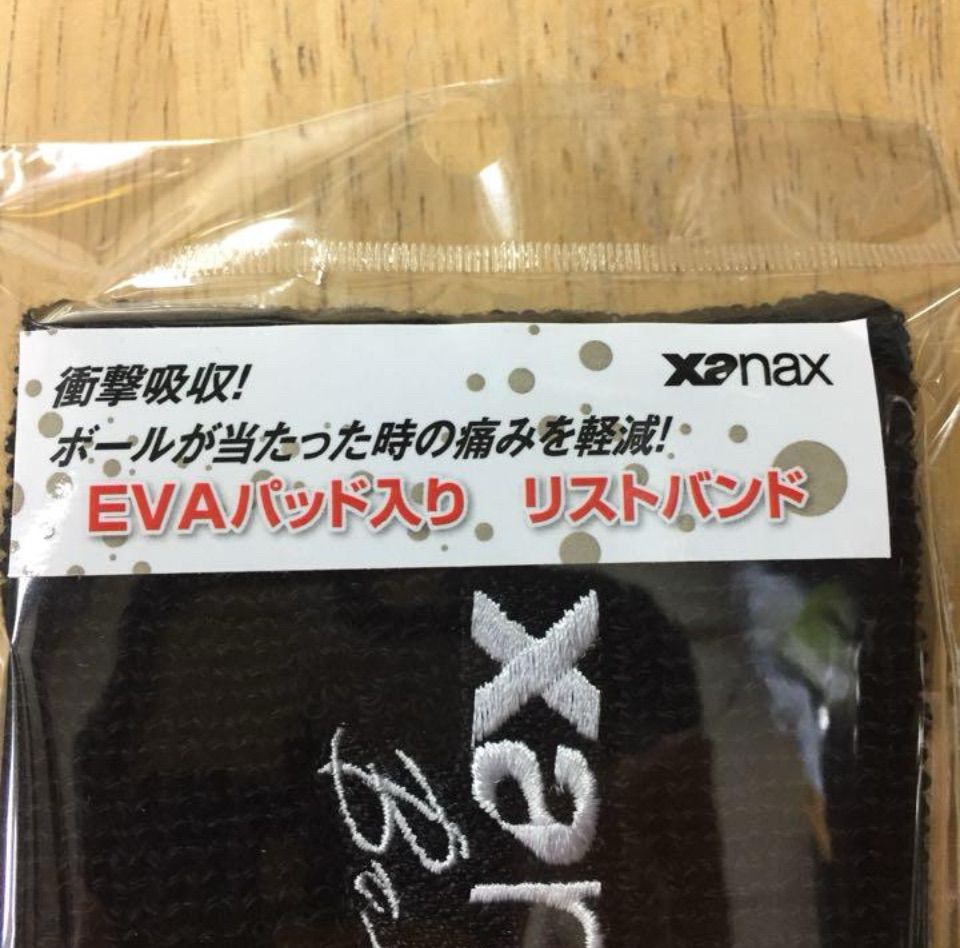 衝撃吸収!
xanax
ボールが当たった時の痛みを軽減!
EVAパッド入り リストバンド
xan